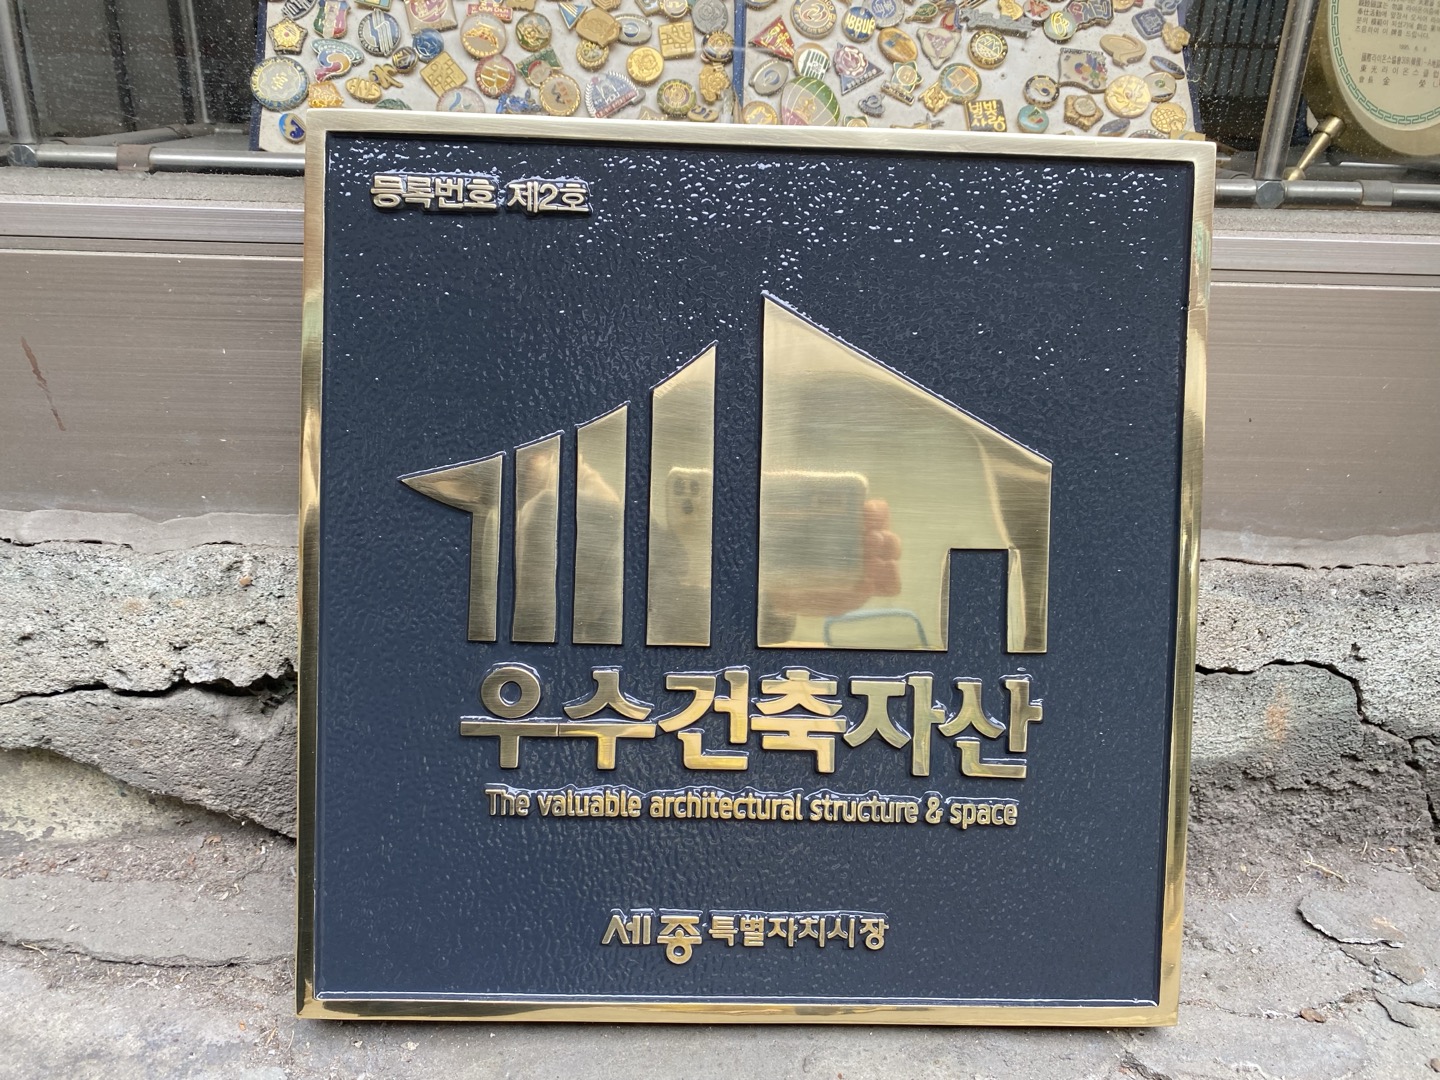 등록번호 제2호
우수건축자산
The valuable architectural structure & space
세종특별자치시장